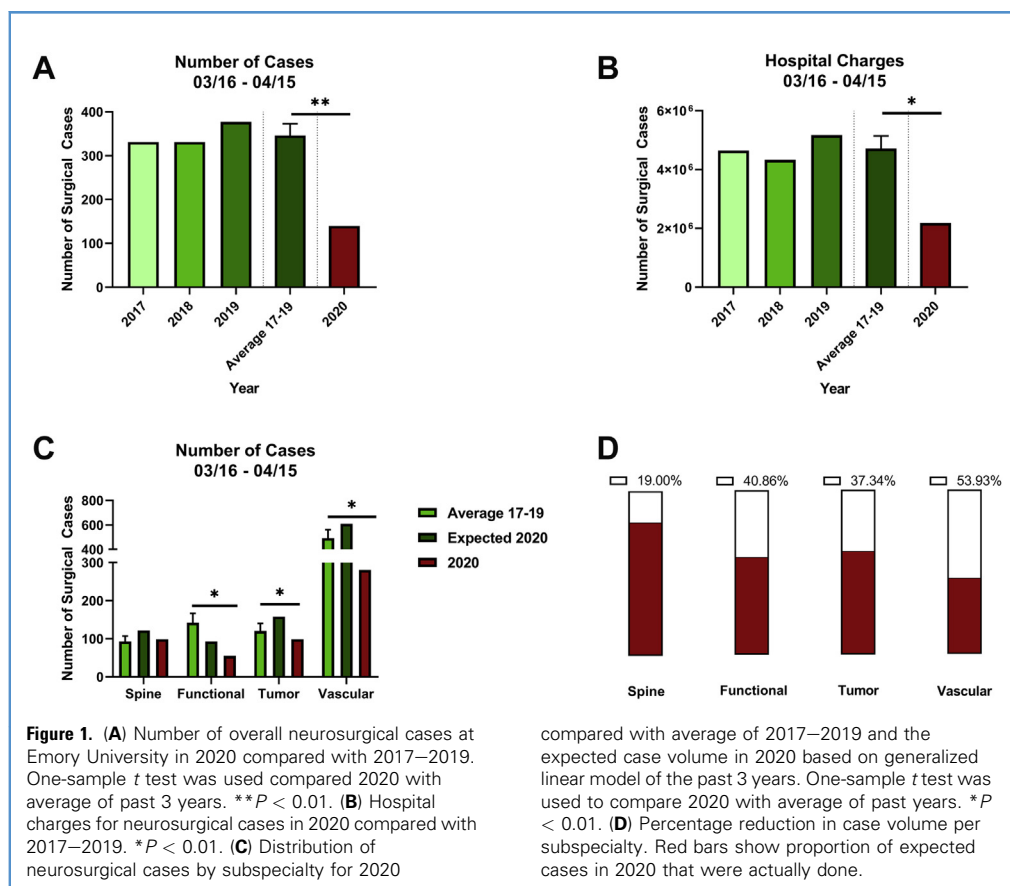 A
Number of Cases
03/16 - 04/15
**
Number of Surgical Cases
400
300
200
100
0
2017
2018
2019
Average 17-19
2020
Year
B
Hospital Charges
03/16 - 04/15
*
Number of Surgical Cases
6×10⁶
4×10⁶
2×10⁶
0
2017
2018
2019
Average 17-19
2020
Year
C
Number of Cases
03/16 - 04/15
Number of Surgical Cases
800
600
400
300
200
100
0
*
*
*
Spine
Functional
Tumor
Vascular
Average 17-19
Expected 2020
2020
D
19.00%
40.86%
37.34%
53.93%
Spine
Functional
Tumor
Vascular
Figure 1. (A) Number of overall neurosurgical cases at
Emory University in 2020 compared with 2017–2019.
One-sample t test was used compared 2020 with
average of past 3 years. **P < 0.01. (B) Hospital
charges for neurosurgical cases in 2020 compared with
2017–2019. *P < 0.01. (C) Distribution of
neurosurgical cases by subspecialty for 2020
compared with average of 2017–2019 and the
expected case volume in 2020 based on generalized
linear model of the past 3 years. One-sample t test was
used to compare 2020 with average of past years. *P
< 0.01. (D) Percentage reduction in case volume per
subspecialty. Red bars show proportion of expected
cases in 2020 that were actually done.